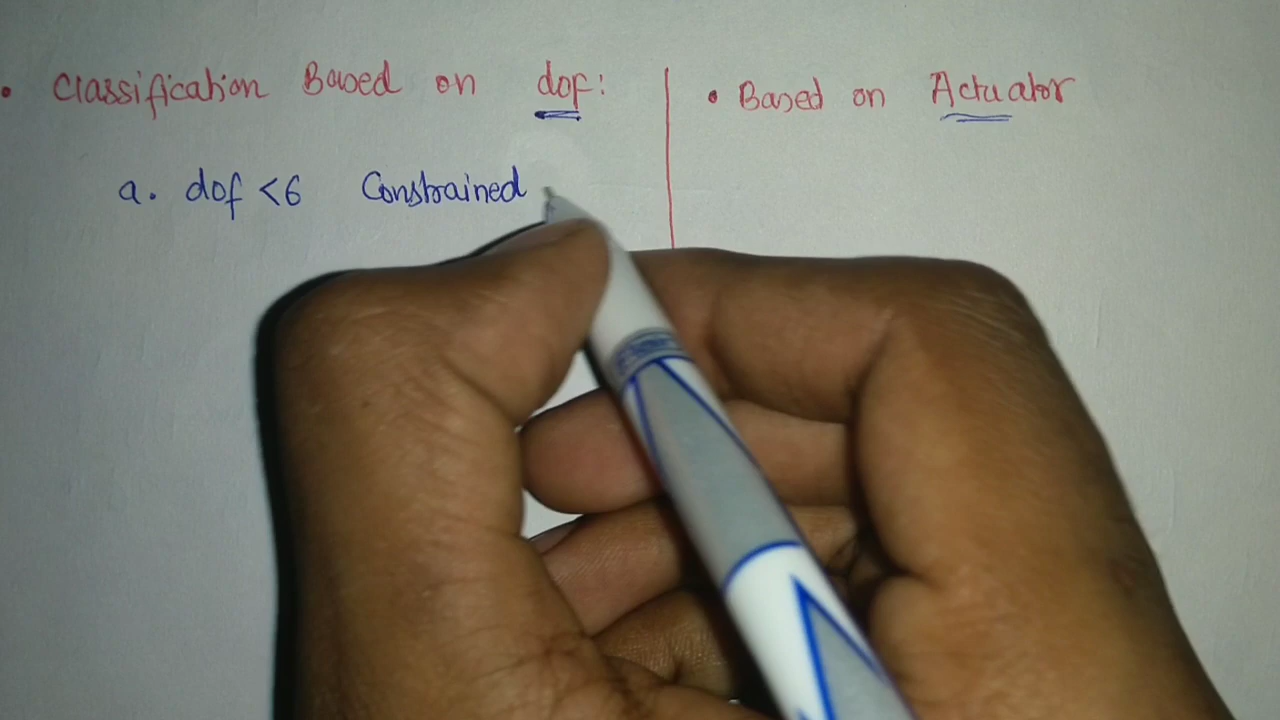 • Classification Based on dof:
• Based on Actuator
a. dof <6 Constrained